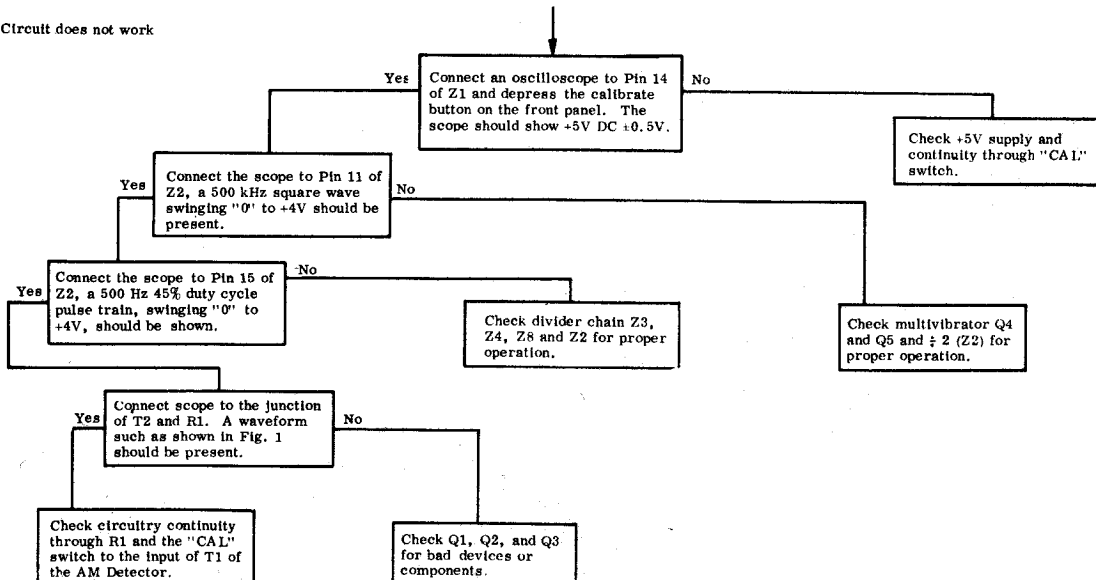 Circuit does not work
Yes
Connect an oscilloscope to Pin 14
of Z1 and depress the calibrate
button on the front panel. The
scope should show +5V DC ±0.5V.
No
Check +5V supply and
continuity through "CAL"
switch.
Yes
Connect the scope to Pin 11 of
Z2, a 500 kHz square wave
swinging "0" to +4V should be
present.
No
Yes
Connect the scope to Pin 15 of
Z2, a 500 Hz 45% duty cycle
pulse train, swinging "0" to
+4V, should be shown.
No
Check divider chain Z3,
Z4, Z8 and Z2 for proper
operation.
Check multivibrator Q4
and Q5 and ÷ 2 (Z2) for
proper operation.
Yes
Connect scope to the junction
of T2 and R1. A waveform
such as shown in Fig. 1
should be present.
No
Check circuitry continuity
through R1 and the "CAL"
switch to the input of T1 of
the AM Detector.
Check Q1, Q2, and Q3
for bad devices or
components.